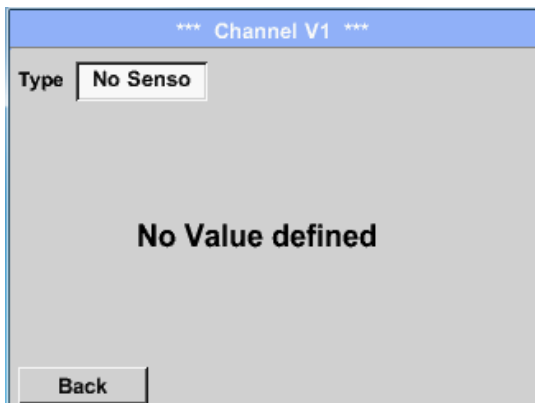 *** Channel V1 ***
Type No Senso
No Value defined
Back